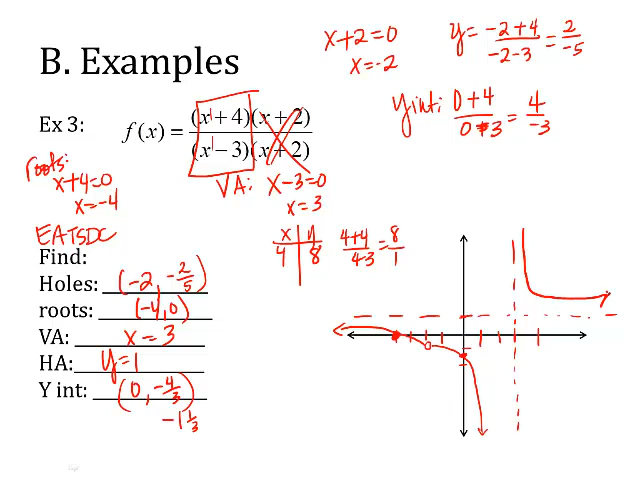 B. Examples
x+2=0
x=-2
y = (-2+4)/(-2-3) = 2/-5
Ex 3: f(x) = (x+4)(x+2)/(x-3)(x+2)
y int: (0+4)/(0-3) = 4/-3
roots:
x+4=0
x=-4
VA: x-3=0
x=3
EATSDC
Find:
Holes: (-2, -2/5)
roots: (-4, 0)
VA: x=3
HA: y=1
Y int: (0, -4/3)
-1 1/3
x | y
4 | 8
(4+4)/(4-3) = 8/1